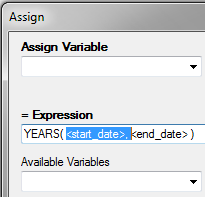 Assign
Assign Variable
= Expression
YEARS( <start_date>, <end_date> )
Available Variables